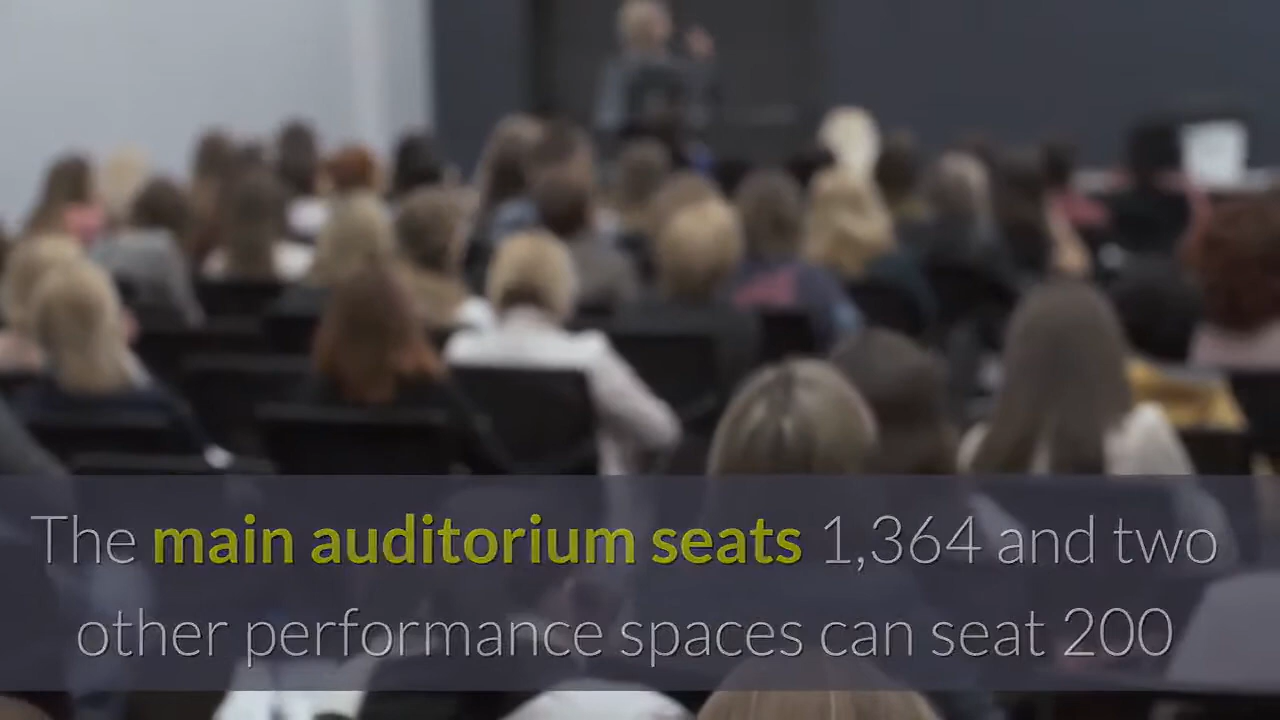 The main auditorium seats 1,364 and two
other performance spaces can seat 200